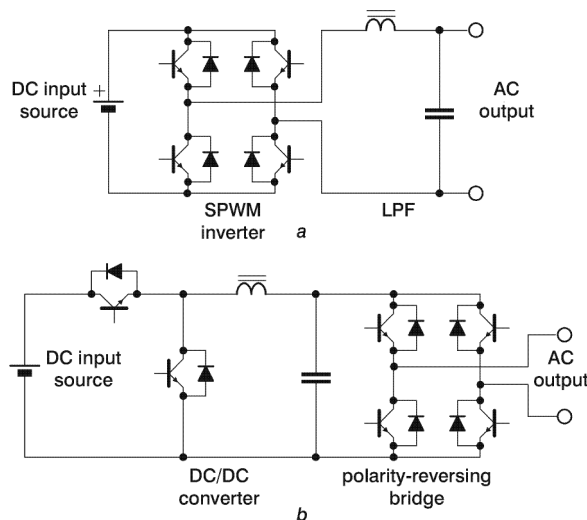 DC input +
source
AC
output
SPWM
inverter
LPF
a
DC input
source
AC
output
DC/DC
converter
polarity-reversing
bridge
b